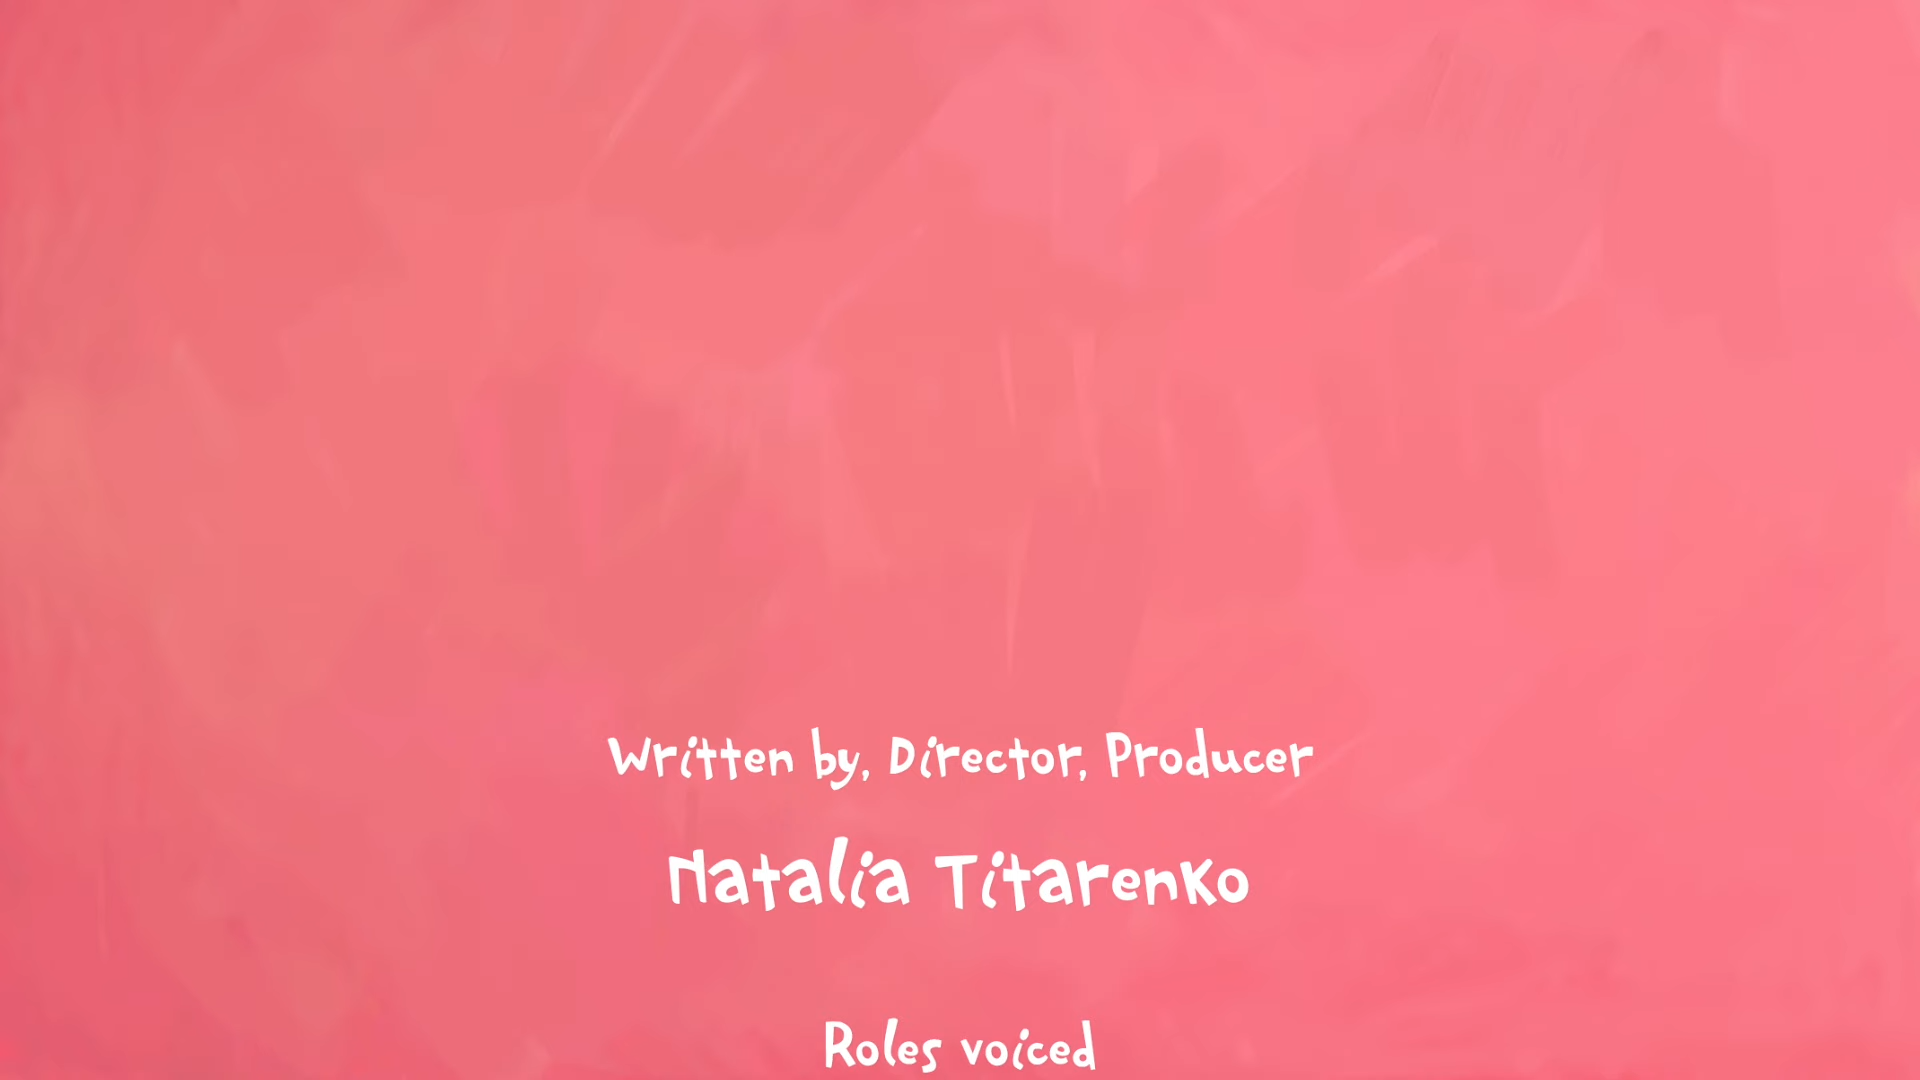 Written by, Director, Producer
Natalia Titarenko
Roles voiced